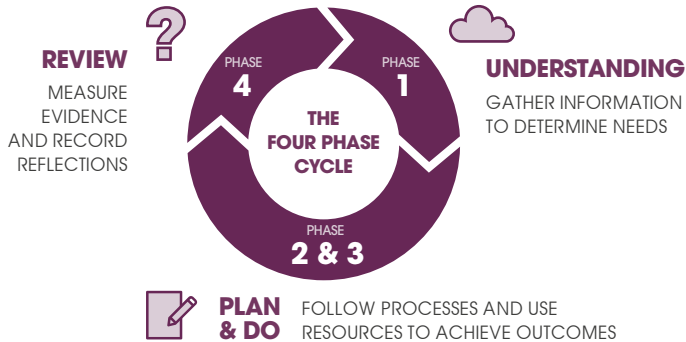 REVIEW
MEASURE
EVIDENCE
AND RECORD
REFLECTIONS
PHASE
4
PHASE
1
UNDERSTANDING
GATHER INFORMATION
TO DETERMINE NEEDS
THE
FOUR PHASE
CYCLE
PHASE
2 & 3
PLAN
& DO
FOLLOW PROCESSES AND USE
RESOURCES TO ACHIEVE OUTCOMES